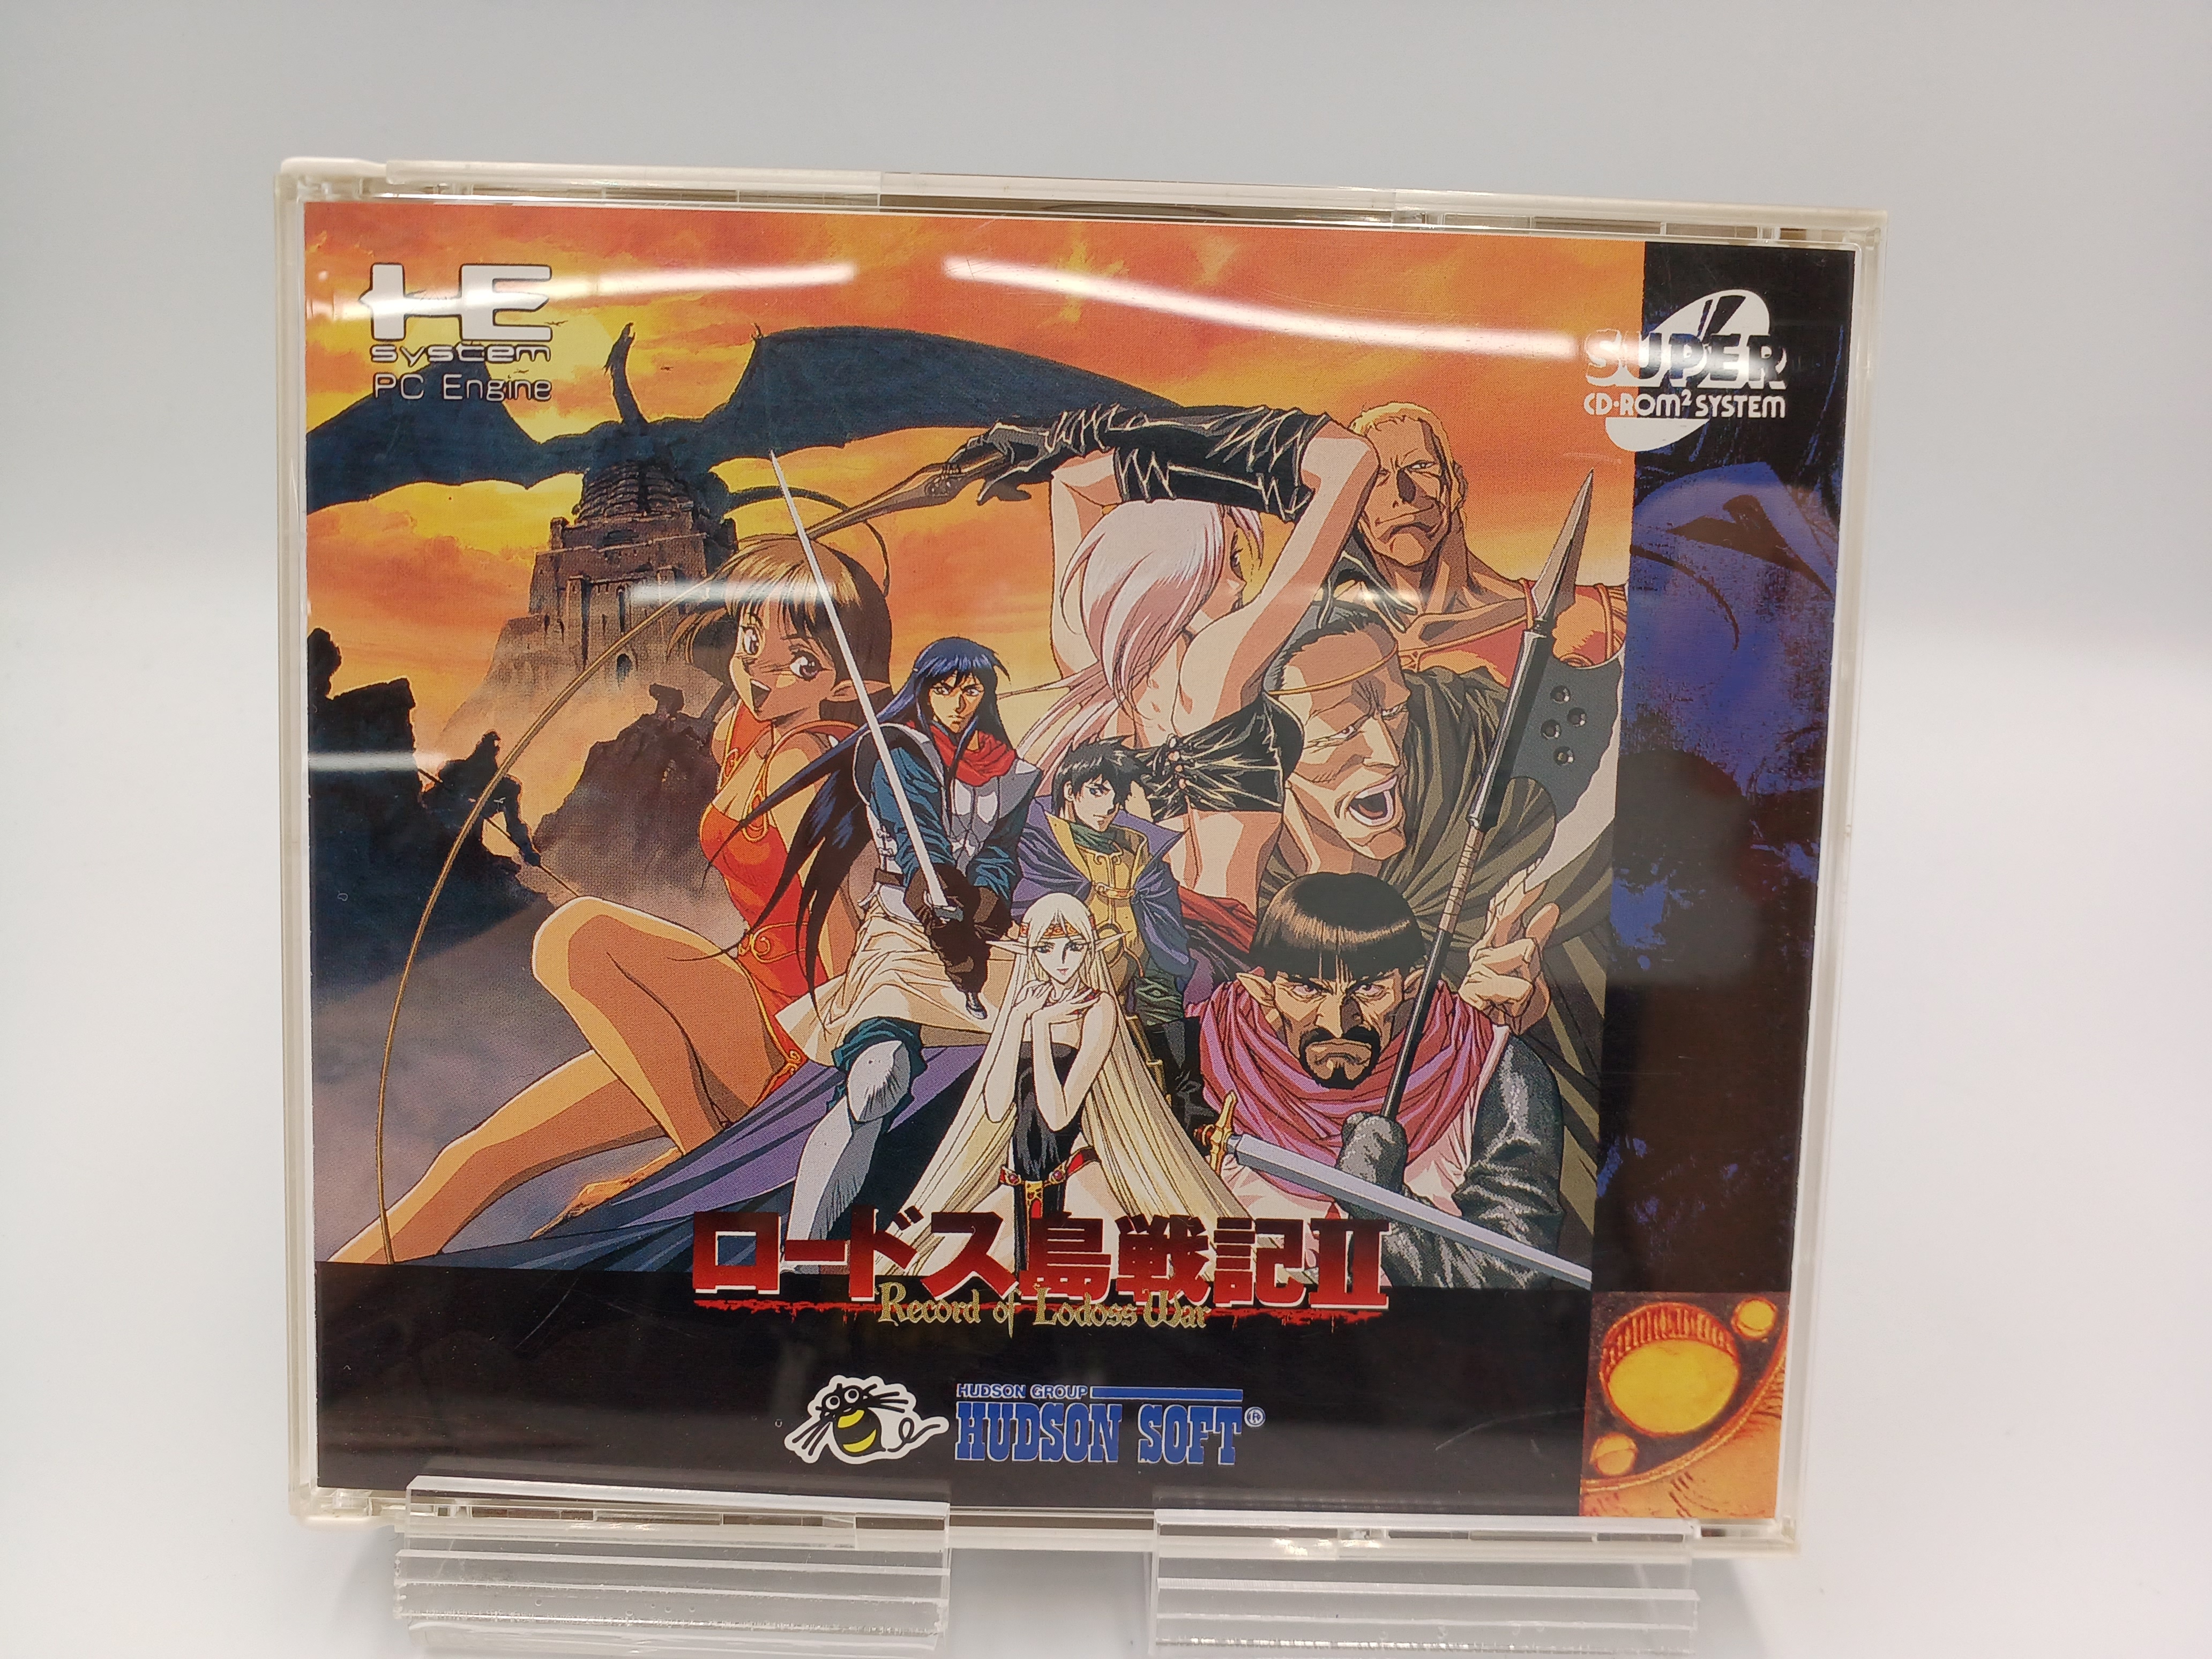 HE
system
PC Engine
SUPER
CD-ROM² SYSTEM
ロードス島戦記II
Record of Lodoss War
HUDSON GROUP
HUDSON SOFT®